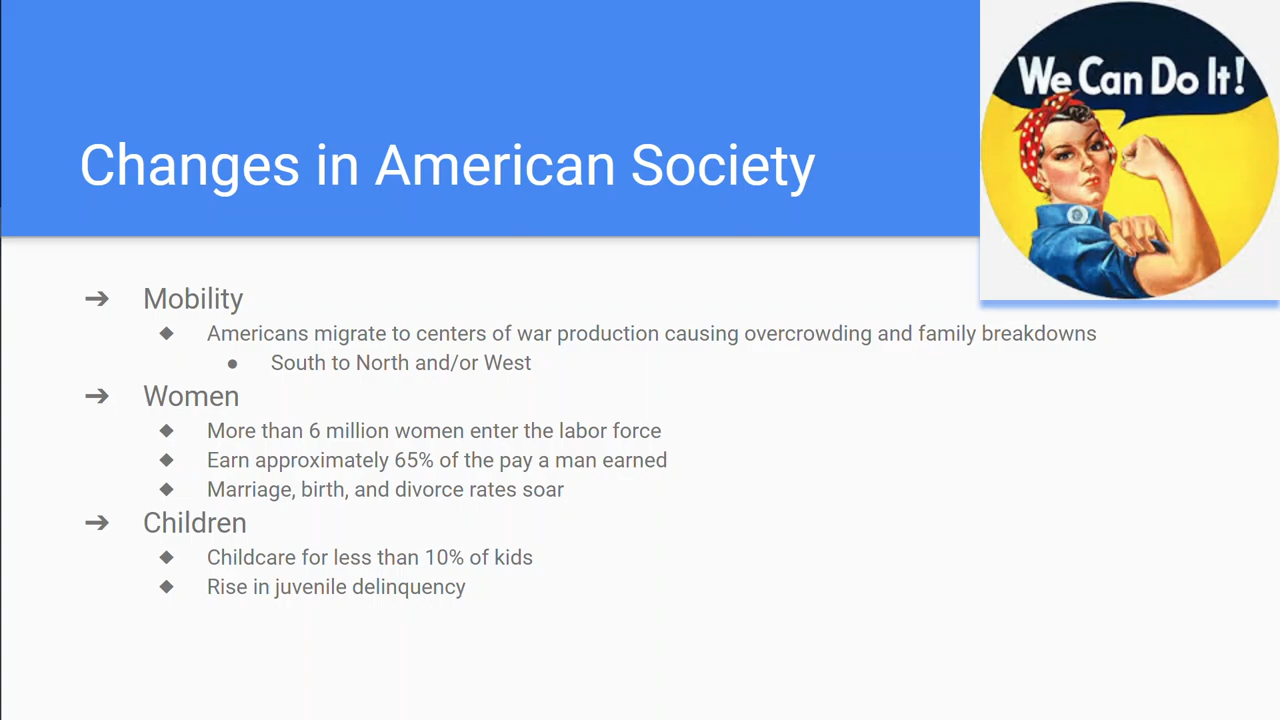 We Can Do It!
Changes in American Society
➔ Mobility
◆ Americans migrate to centers of war production causing overcrowding and family breakdowns
● South to North and/or West
➔ Women
◆ More than 6 million women enter the labor force
◆ Earn approximately 65% of the pay a man earned
◆ Marriage, birth, and divorce rates soar
➔ Children
◆ Childcare for less than 10% of kids
◆ Rise in juvenile delinquency